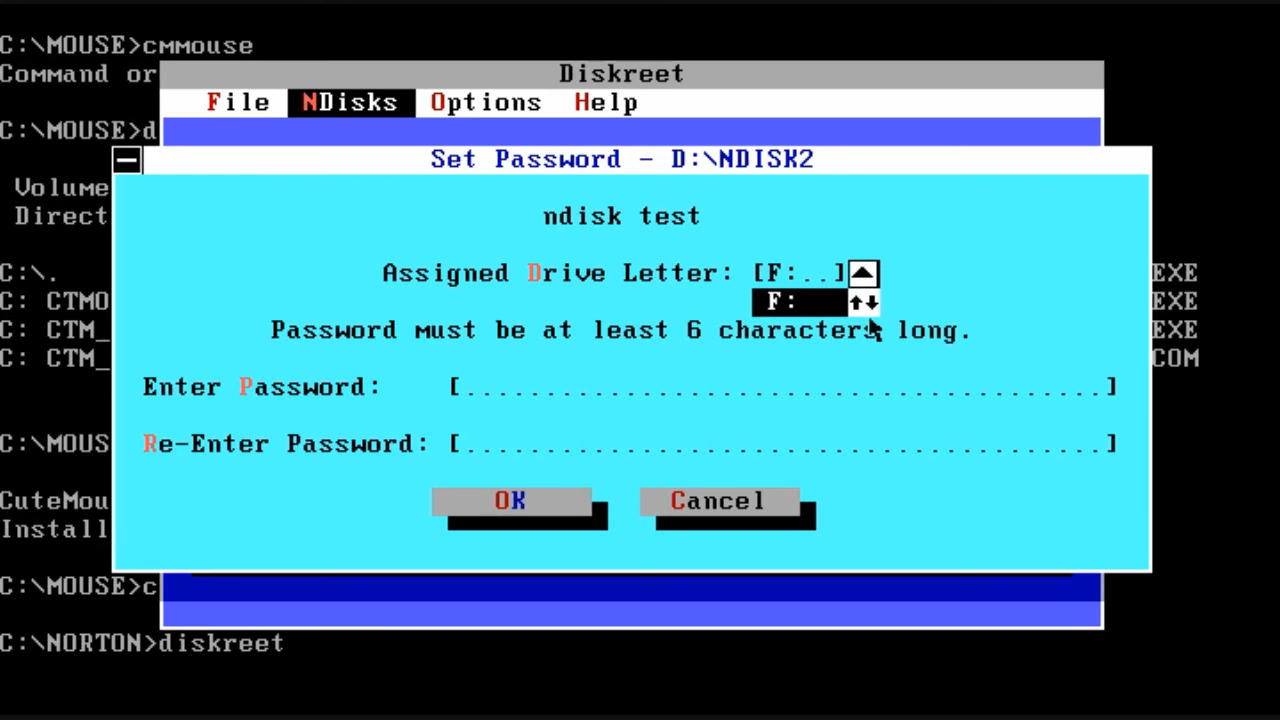 C:\MOUSE>cmmouse
Command or
Diskreet
File NDisks Options Help
C:\MOUSE>d
Set Password - D:\NDISK2
Volume
Direct
ndisk test
C:\. Assigned Drive Letter: [F:..] EXE
C: CTMO F: EXE
C: CTM_ Password must be at least 6 characters long. EXE
C: CTM_ COM
Enter Password: [........................................]
C:\MOUS Re-Enter Password: [........................................]
CuteMou OK Cancel
Install
C:\MOUSE>c
C:\NORTON>diskreet